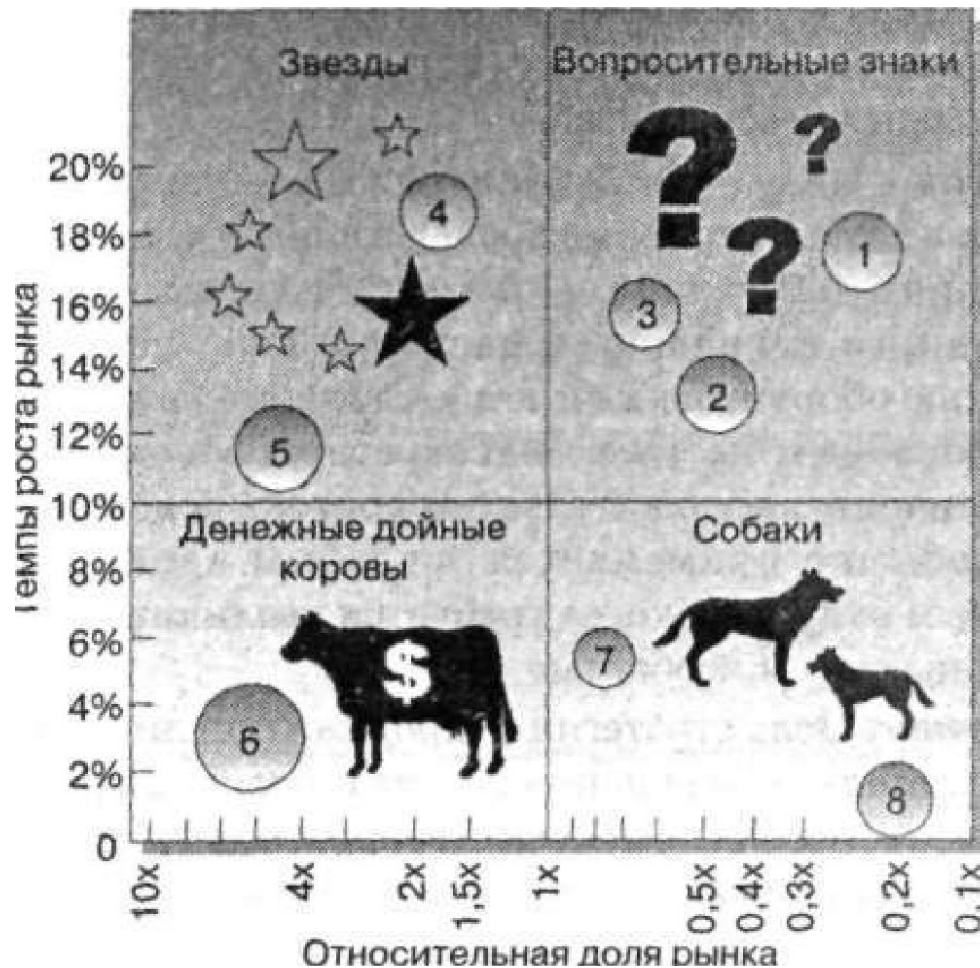 Звезды
Вопросительные знаки
20%
18%
16%
14%
12%
10%
8%
6%
4%
2%
0
Темпы роста рынка
4
5
?
?
?
1
3
2
Денежные дойные
коровы
$
6
Собаки
7
8
10x
4x
2x
1,5x
1x
0,5x
0,4x
0,3x
0,2x
0,1x
Относительная доля рынка